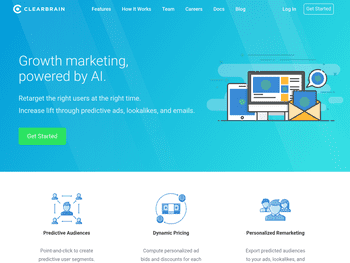 CLEARBRAIN
Features How It Works Team Careers Docs Blog Log In Get Started
Growth marketing,
powered by AI.
Retarget the right users at the right time.
Increase lift through predictive ads, lookalikes, and emails.
Get Started
Predictive Audiences Dynamic Pricing Personalized Remarketing
Point-and-click to Compute personalized ad Export predicted audiences
create predictive user segments. bids and discounts for each to your ads, lookalikes, and